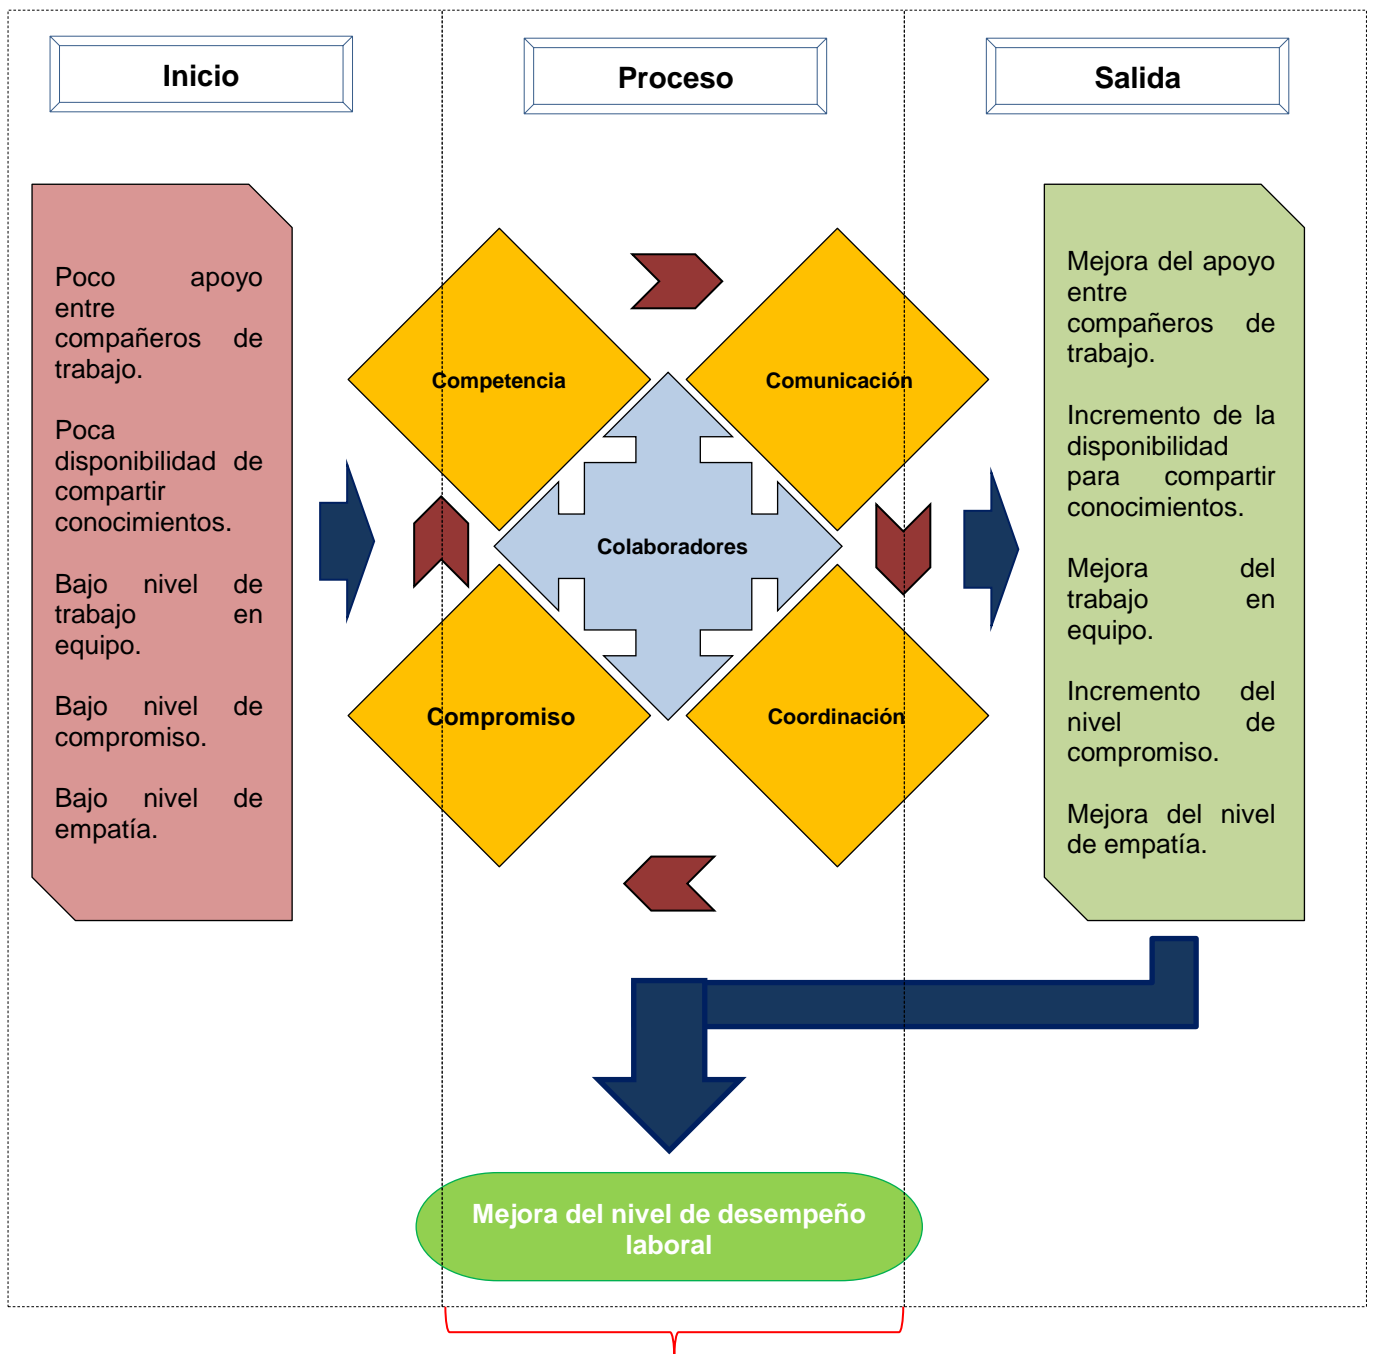 Inicio
Proceso
Salida
Poco apoyo
entre
compañeros de
trabajo.
Poca
disponibilidad de
compartir
conocimientos.
Bajo nivel de
trabajo en
equipo.
Bajo nivel de
compromiso.
Bajo nivel de
empatía.
Competencia
Comunicación
Colaboradores
Compromiso
Coordinación
Mejora del apoyo
entre
compañeros de
trabajo.
Incremento de la
disponibilidad
para compartir
conocimientos.
Mejora del
trabajo en
equipo.
Incremento del
nivel de
compromiso.
Mejora del nivel
de empatía.
Mejora del nivel de desempeño
laboral